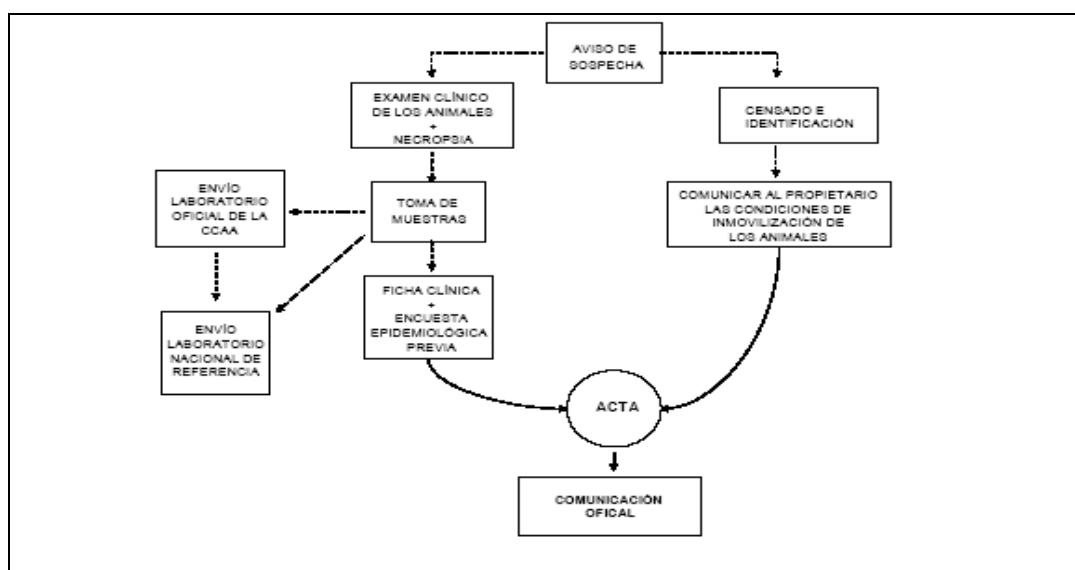 AVISO DE
SOSPECHA
EXAMEN CLÍNICO
DE LOS ANIMALES
+
NECROPSIA
CENSADO E
IDENTIFICACIÓN
ENVÍO
LABORATORIO
OFICIAL DE LA
CCAA
TOMA DE
MUESTRAS
COMUNICAR AL PROPIETARIO
LAS CONDICIONES DE
INMOVILIZACIÓN DE
LOS ANIMALES
FICHA CLÍNICA
+
ENCUESTA
EPIDEMIOLÓGICA
PREVIA
ENVÍO
LABORATORIO
NACIONAL DE
REFERENCIA
ACTA
COMUNICACIÓN
OFICAL